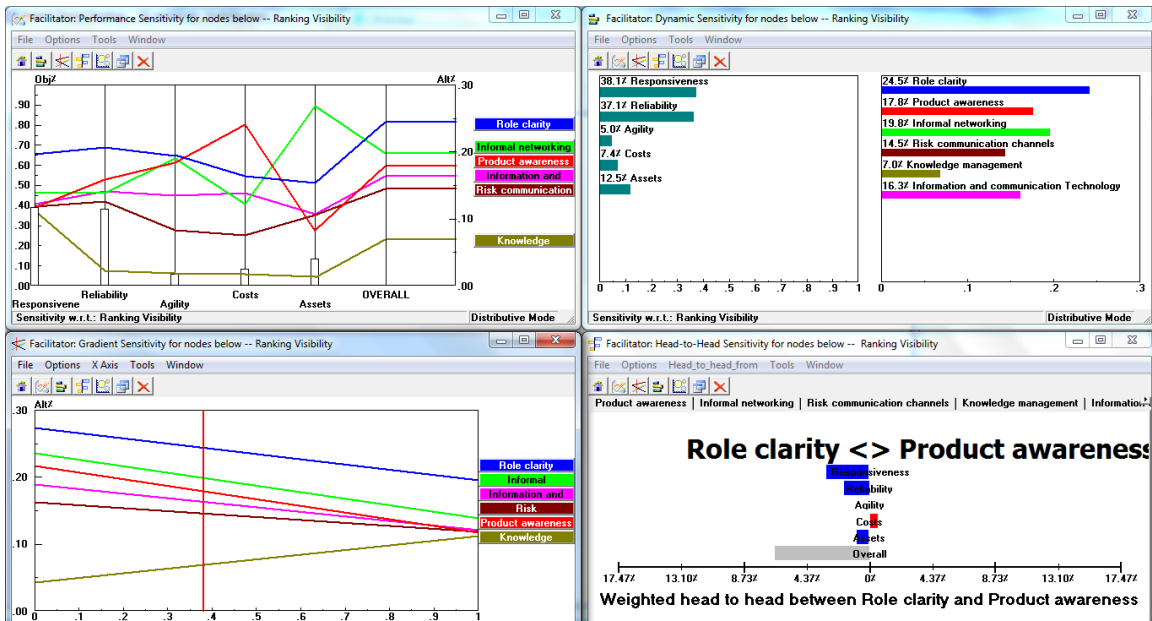 Facilitator: Performance Sensitivity for nodes below -- Ranking Visibility
File Options Tools Window
Obj% Alt%
.90
.80
.70
.60
.50
.40
.30
.20
.10
.00
.30
.20
.10
.00
Role clarity
Informal networking
Product awareness
Information and
Risk communication
Knowledge
Responsivene
Reliability
Agility
Costs
Assets
OVERALL
Sensitivity w.r.t.: Ranking Visibility Distributive Mode
Facilitator: Dynamic Sensitivity for nodes below -- Ranking Visibility
File Options Tools Window
38.1% Responsiveness
37.1% Reliability
5.0% Agility
7.4% Costs
12.5% Assets
0 .1 .2 .3 .4 .5 .6 .7 .8 .9 1
24.5% Role clarity
17.8% Product awareness
19.8% Informal networking
14.5% Risk communication channels
7.0% Knowledge management
16.3% Information and communication Technology
0 .1 .2 .3
Sensitivity w.r.t.: Ranking Visibility Distributive Mode
Facilitator: Gradient Sensitivity for nodes below -- Ranking Visibility
File Options X Axis Tools Window
Alt%
.30
.20
.10
.00
Role clarity
Informal
Information and
Risk
Product awareness
Knowledge
0 .1 .2 .3 .4 .5 .6 .7 .8 .9 1
Facilitator: Head-to-Head Sensitivity for nodes below -- Ranking Visibility
File Options Head_to_head_from Tools Window
Product awareness | Informal networking | Risk communication channels | Knowledge management | Information
Role clarity <> Product awareness
Responsiveness
Reliability
Agility
Costs
Assets
Overall
17.47% 13.10% 8.73% 4.37% 0% 4.37% 8.73% 13.10% 17.47%
Weighted head to head between Role clarity and Product awareness